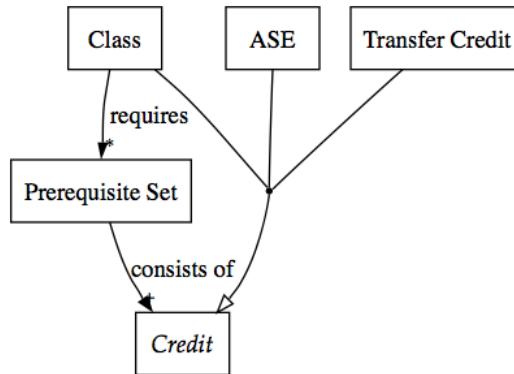 Class
ASE
Transfer Credit
requires
*
Prerequisite Set
consists of
+
Credit